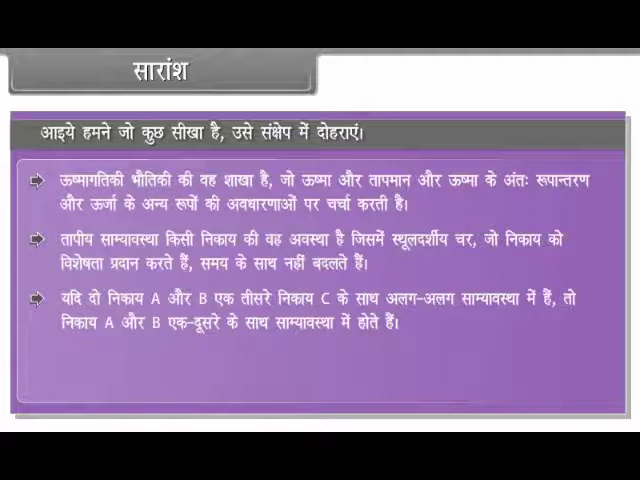 सारांश
आइये हमने जो कुछ सीखा है, उसे संक्षेप में दोहराएं।
ऊष्मागतिकी भौतिकी की वह शाखा है, जो ऊष्मा और तापमान और ऊष्मा के अंतः रूपान्तरण
और ऊर्जा के अन्य रूपों की अवधारणाओं पर चर्चा करती है।
तापीय साम्यावस्था किसी निकाय की वह अवस्था है जिसमें स्थूलदर्शीय चर, जो निकाय को
विशेषता प्रदान करते हैं, समय के साथ नहीं बदलते हैं।
यदि दो निकाय A और B एक तीसरे निकाय C के साथ अलग-अलग साम्यावस्था में हैं, तो
निकाय A और B एक-दूसरे के साथ साम्यावस्था में होते हैं।